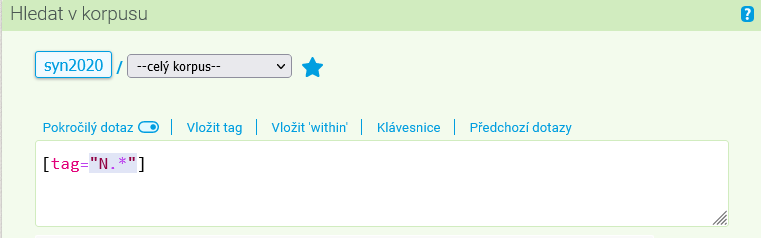 Hledat v korpusu ?
syn2020 / --celý korpus--
Pokročilý dotaz | Vložit tag | Vložit 'within' | Klávesnice | Předchozí dotazy
[tag="N.*"]